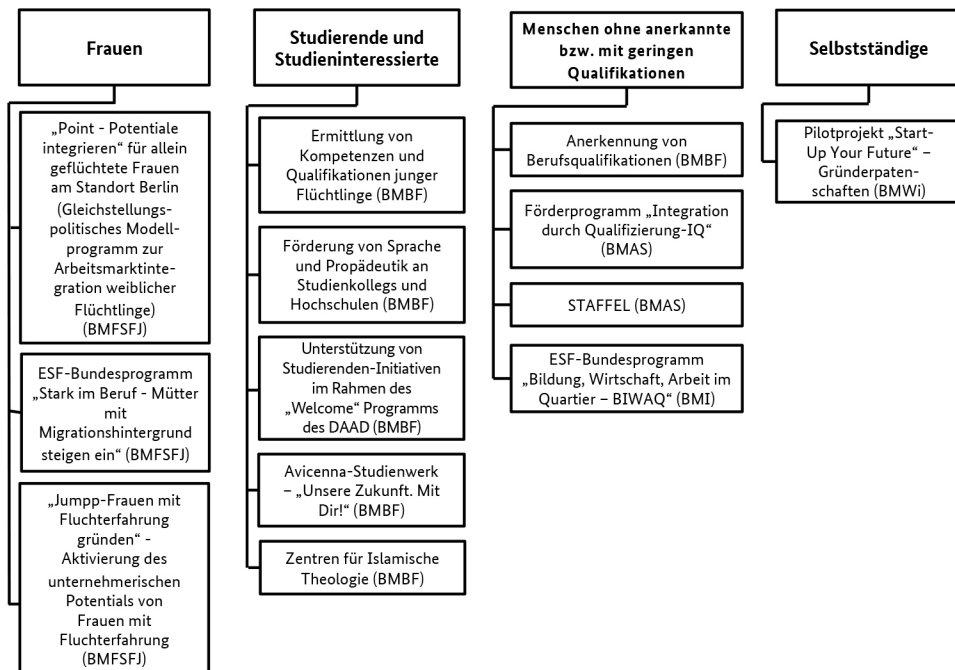 Frauen
„Point - Potentiale
integrieren“ für allein
geflüchtete Frauen
am Standort Berlin
(Gleichstellungs-
politisches Modell-
programm zur
Arbeitsmarktinte-
gration weiblicher
Flüchtlinge)
(BMFSFJ)
ESF-Bundesprogramm
„Stark im Beruf - Mütter
mit
Migrationshintergrund
steigen ein“ (BMFSFJ)
„Jumpp-Frauen mit
Fluchterfahrung
gründen“ -
Aktivierung des
unternehmerischen
Potentials von
Frauen mit
Fluchterfahrung
(BMFSFJ)
Studierende und
Studieninteressierte
Ermittlung von
Kompetenzen und
Qualifikationen junger
Flüchtlinge (BMBF)
Förderung von Sprache
und Propädeutik an
Studienkollegs und
Hochschulen (BMBF)
Unterstützung von
Studierenden-Initiativen
im Rahmen des
„Welcome“ Programms
des DAAD (BMBF)
Avicenna-Studienwerk
– „Unsere Zukunft. Mit
Dir!“ (BMBF)
Zentren für Islamische
Theologie (BMBF)
Menschen ohne anerkannte
bzw. mit geringen
Qualifikationen
Anerkennung von
Berufsqualifikationen (BMBF)
Förderprogramm „Integration
durch Qualifizierung-IQ“
(BMAS)
STAFFEL (BMAS)
ESF-Bundesprogramm
„Bildung, Wirtschaft, Arbeit im
Quartier – BIWAQ“ (BMI)
Selbstständige
Pilotprojekt „Start-
Up Your Future“ –
Gründerpaten-
schaften (BMWi)